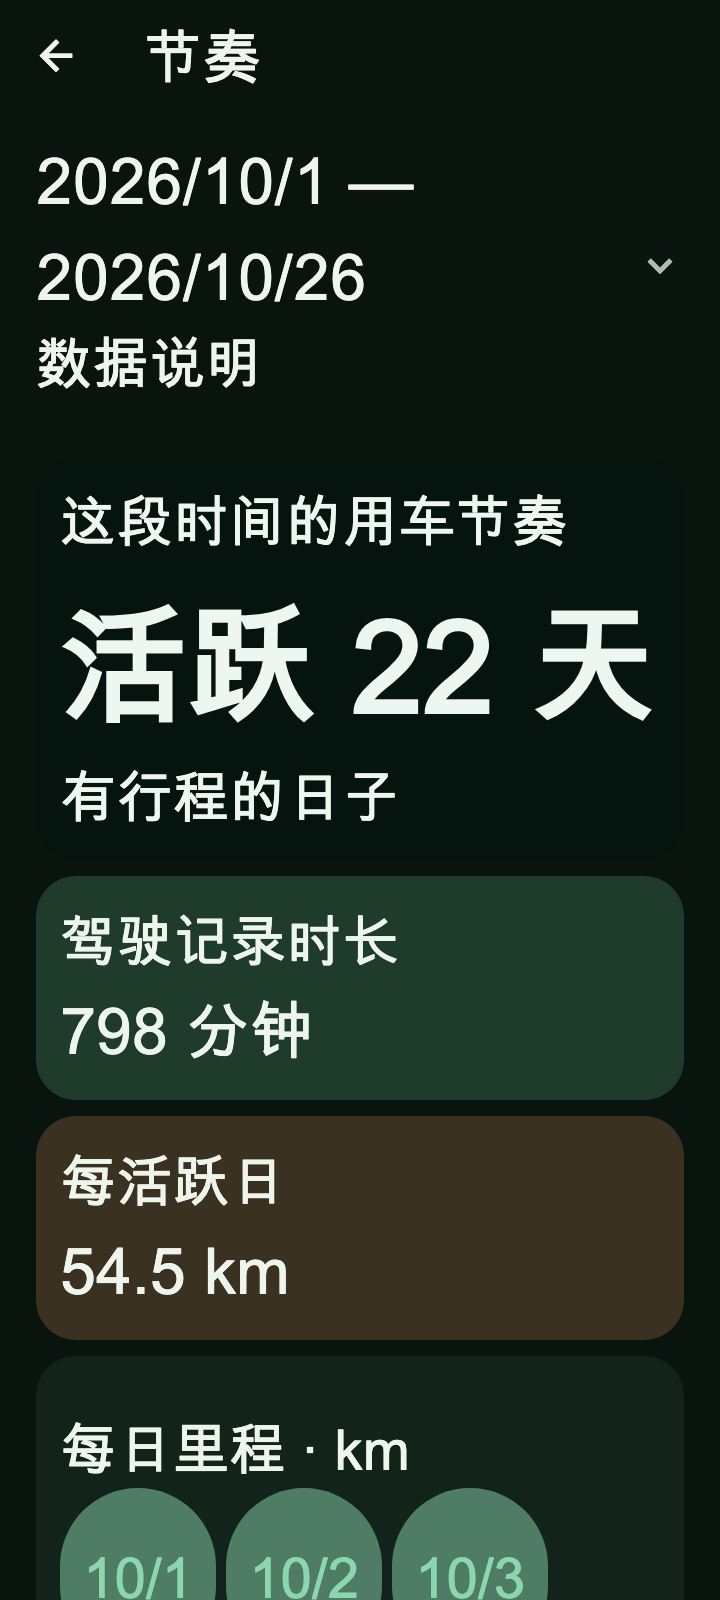 节奏
2026/10/1 —
2026/10/26
数据说明
这段时间的用车节奏
活跃 22 天
有行程的日子
驾驶记录时长
798 分钟
每活跃日
54.5 km
每日里程 · km
10/1 10/2 10/3